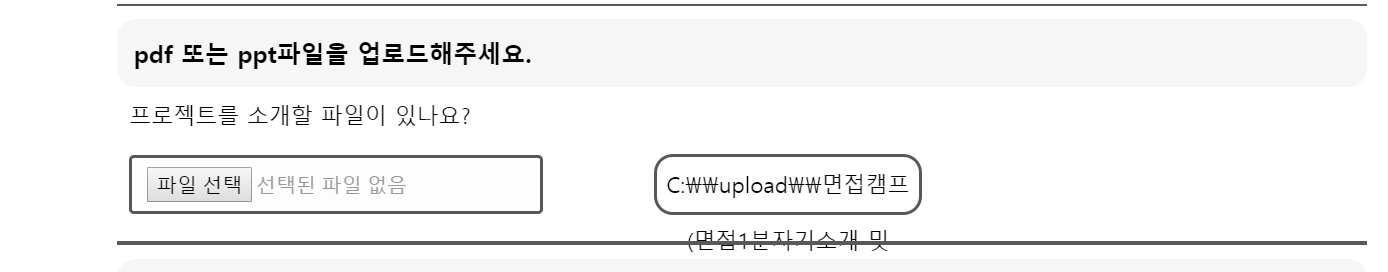 pdf 또는 ppt파일을 업로드해주세요.
프로젝트를 소개할 파일이 있나요?
파일 선택 선택된 파일 없음
C:₩₩upload₩₩면접캠프
(면접1분자기소개 및